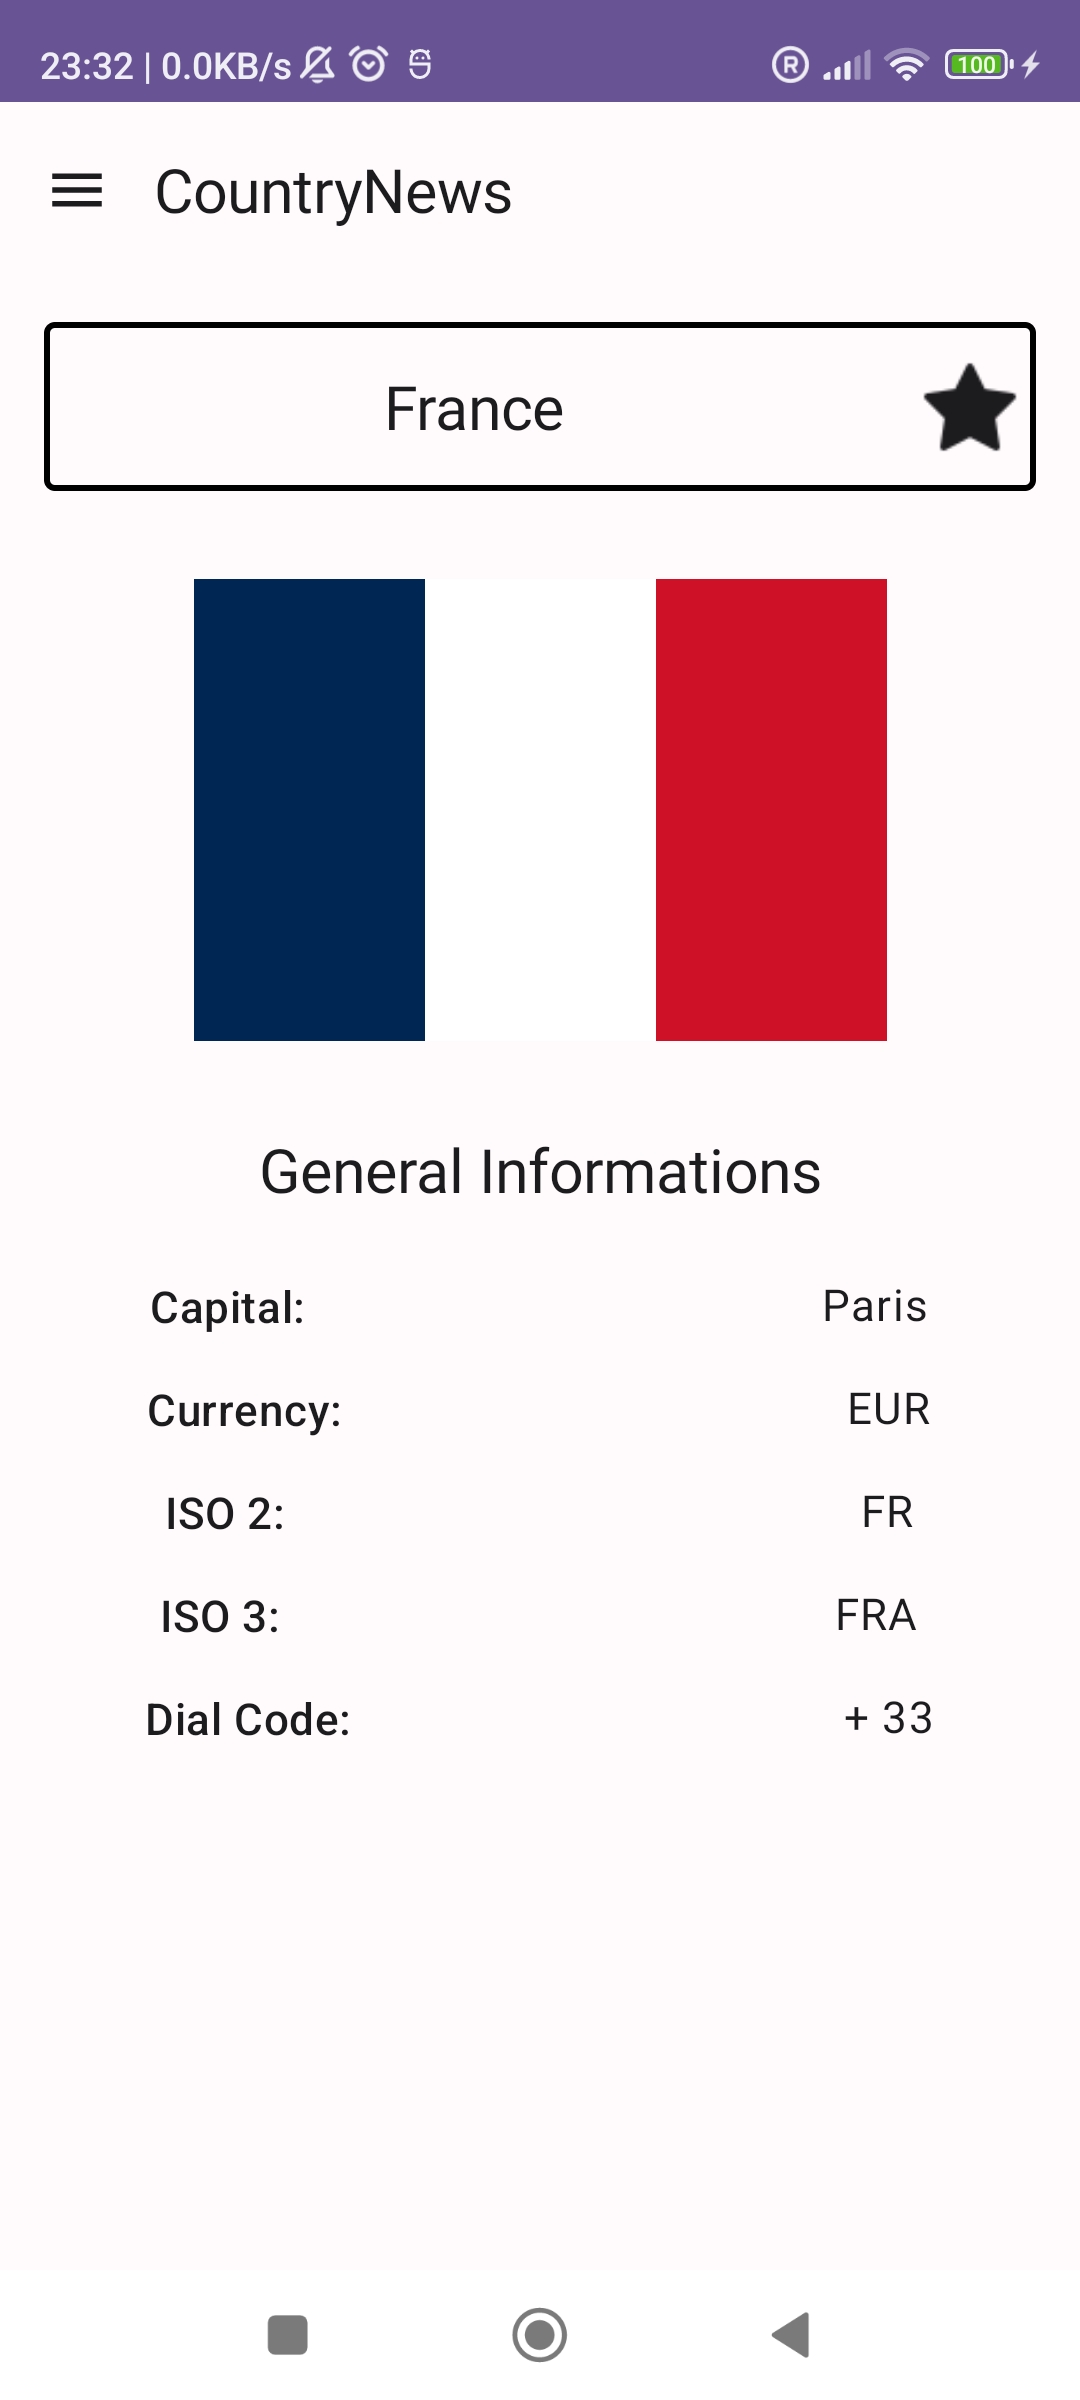 23:32 | 0.0KB/s R 100
CountryNews
France
General Informations
Capital: Paris
Currency: EUR
ISO 2: FR
ISO 3: FRA
Dial Code: + 33